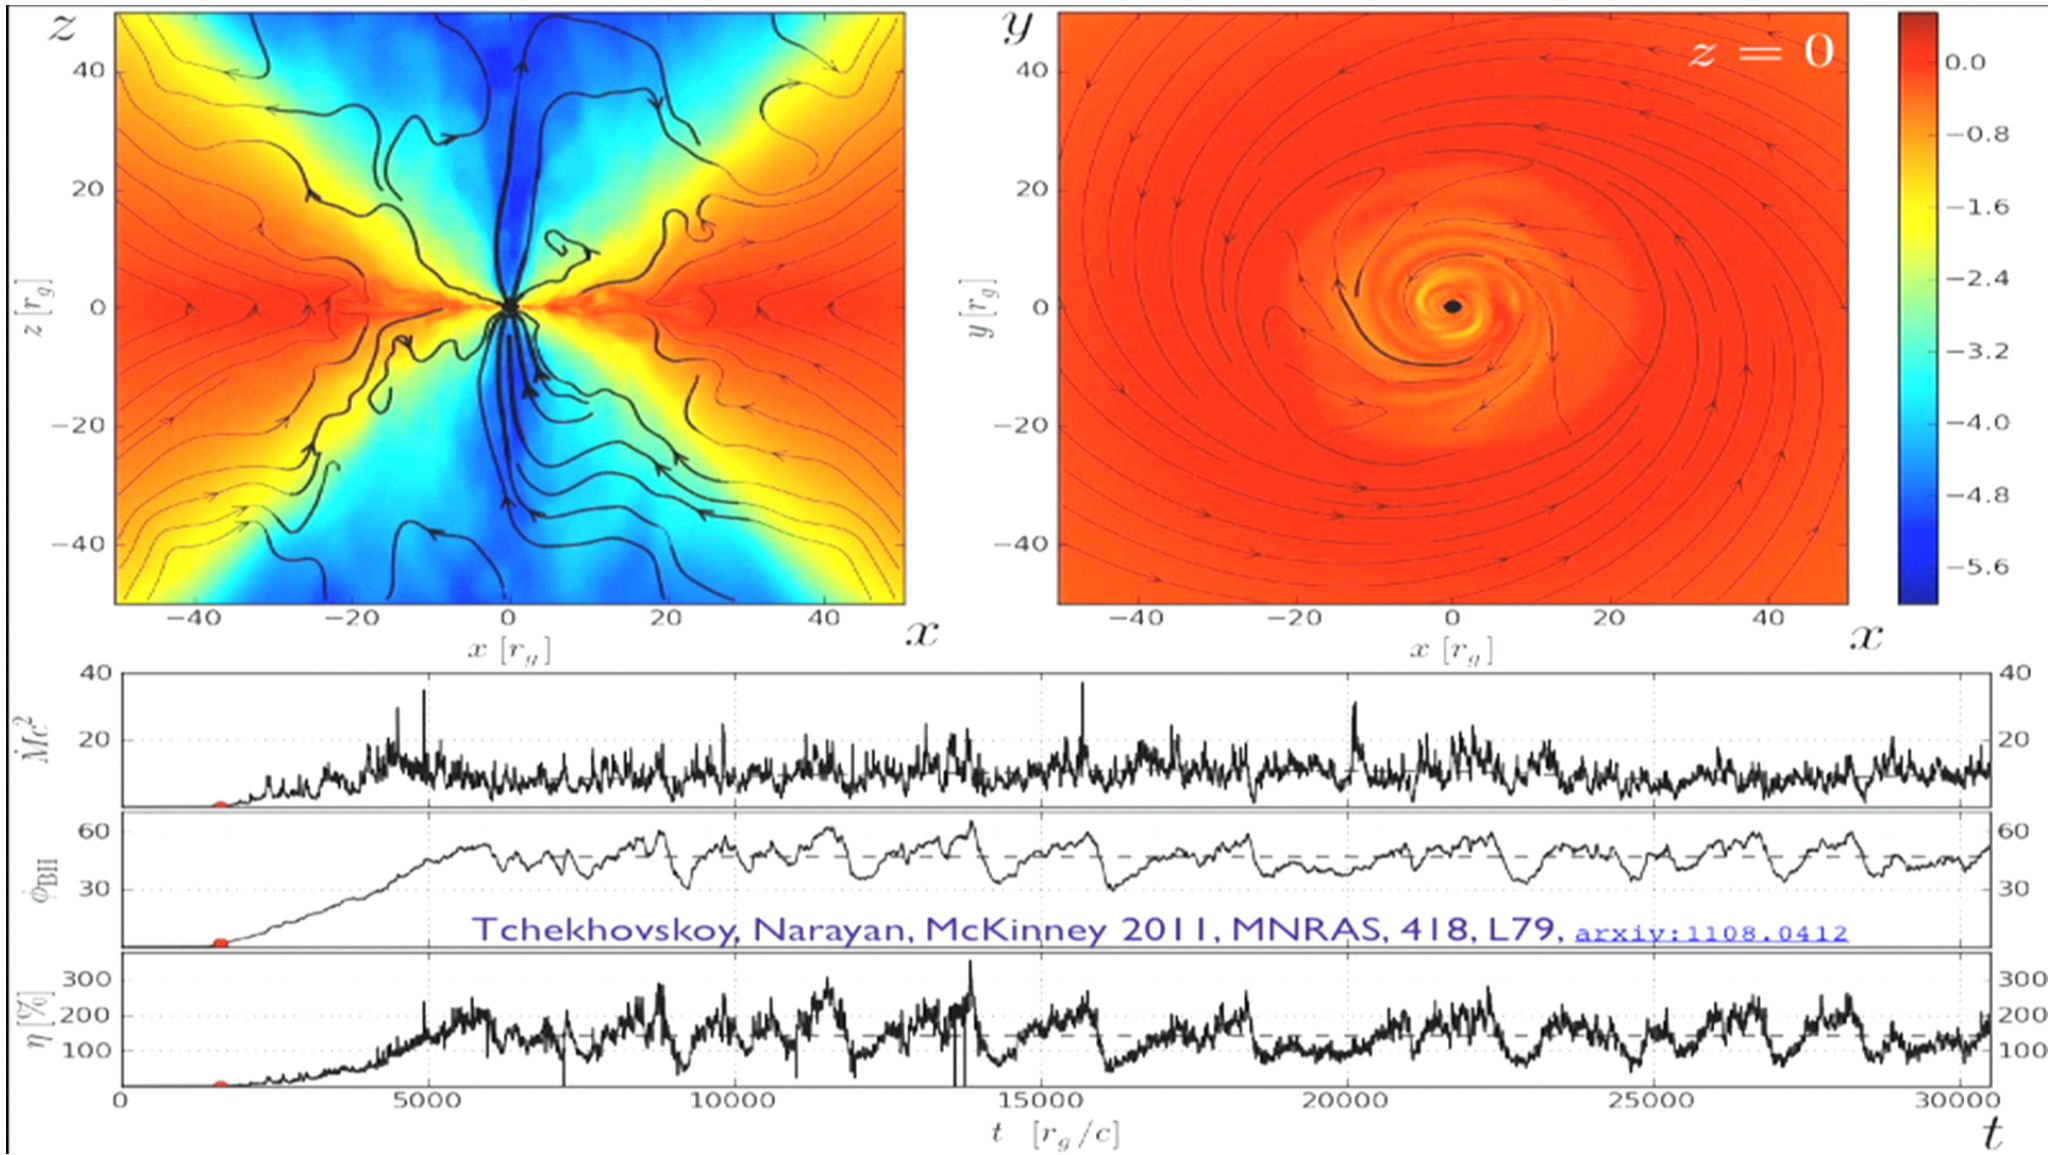 z
z [r_g]
40
20
0
−20
−40
−40 −20 0 20 40
x [r_g]
x
y
y [r_g]
z = 0
40
20
0
−20
−40
−40 −20 0 20 40
x [r_g]
x
0.0
−0.8
−1.6
−2.4
−3.2
−4.0
−4.8
−5.6
Ṁc²
40
20
40
20
ϕ_BH
60
30
60
30
Tchekhovskoy, Narayan, McKinney 2011, MNRAS, 418, L79, arxiv:1108.0412
η [%]
300
200
100
300
200
100
0 5000 10000 15000 20000 25000 30000
t [r_g/c]
t